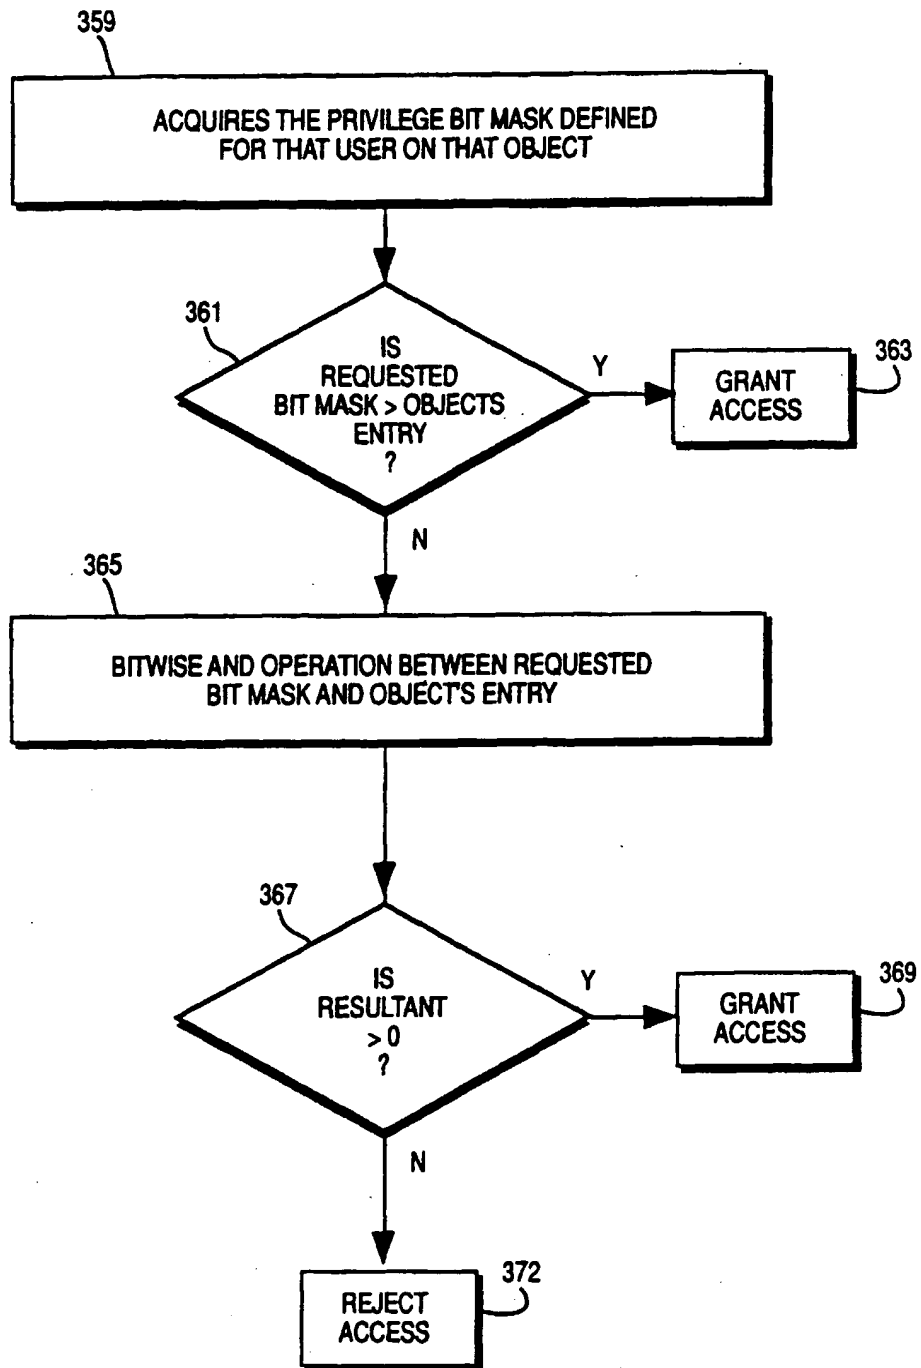 359
ACQUIRES THE PRIVILEGE BIT MASK DEFINED
FOR THAT USER ON THAT OBJECT
361
IS
REQUESTED
BIT MASK > OBJECTS
ENTRY
?
Y
GRANT
ACCESS
363
N
365
BITWISE AND OPERATION BETWEEN REQUESTED
BIT MASK AND OBJECT'S ENTRY
367
IS
RESULTANT
> 0
?
Y
GRANT
ACCESS
369
N
REJECT
ACCESS
372